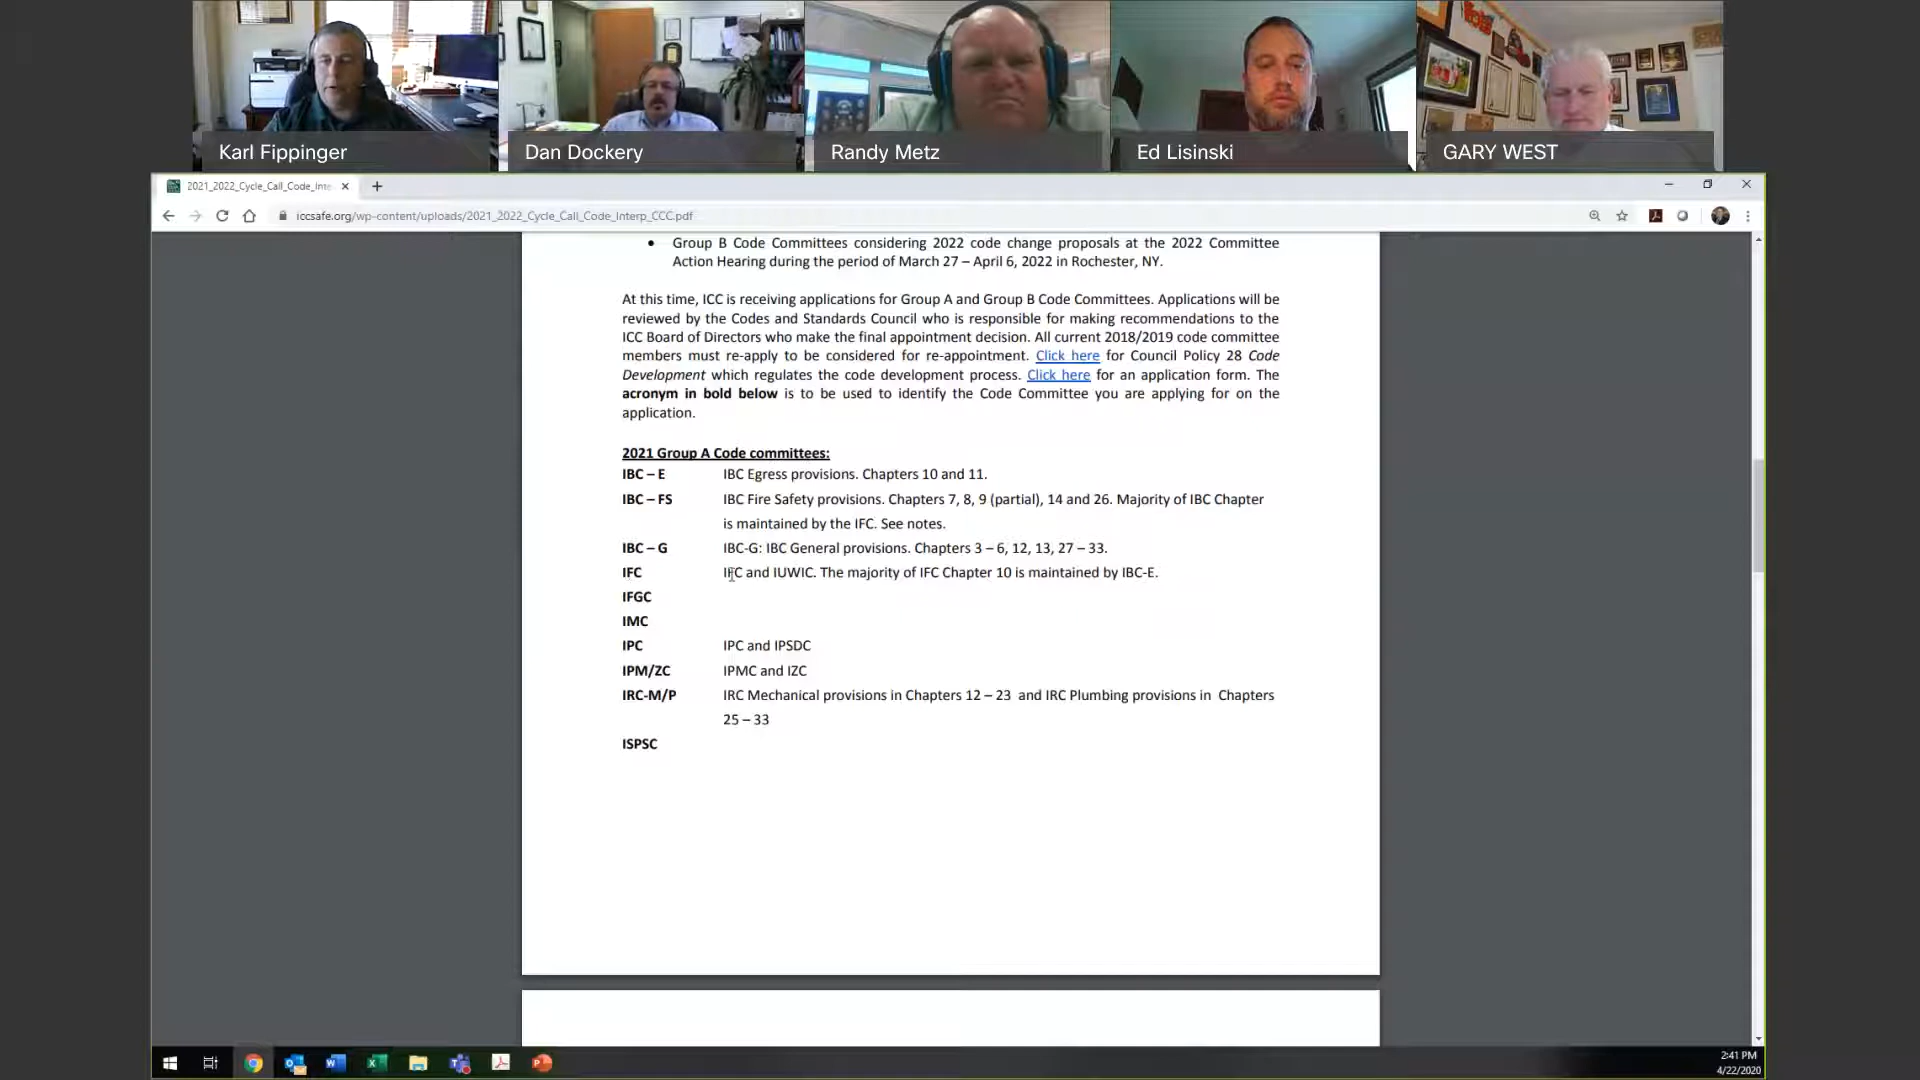 Karl Fippinger
Dan Dockery
Randy Metz
Ed Lisinski
GARY WEST
2021_2022_Cycle_Call_Code_Inte
iccsafe.org/wp-content/uploads/2021_2022_Cycle_Call_Code_Interp_CCC.pdf
• Group B Code Committees considering 2022 code change proposals at the 2022 Committee
Action Hearing during the period of March 27 – April 6, 2022 in Rochester, NY.
At this time, ICC is receiving applications for Group A and Group B Code Committees. Applications will be
reviewed by the Codes and Standards Council who is responsible for making recommendations to the
ICC Board of Directors who make the final appointment decision. All current 2018/2019 code committee
members must re-apply to be considered for re-appointment. Click here for Council Policy 28 Code
Development which regulates the code development process. Click here for an application form. The
acronym in bold below is to be used to identify the Code Committee you are applying for on the
application.
2021 Group A Code committees:
IBC – E IBC Egress provisions. Chapters 10 and 11.
IBC – FS IBC Fire Safety provisions. Chapters 7, 8, 9 (partial), 14 and 26. Majority of IBC Chapter
is maintained by the IFC. See notes.
IBC – G IBC-G: IBC General provisions. Chapters 3 – 6, 12, 13, 27 – 33.
IFC IFC and IUWIC. The majority of IFC Chapter 10 is maintained by IBC-E.
IFGC
IMC
IPC IPC and IPSDC
IPM/ZC IPMC and IZC
IRC-M/P IRC Mechanical provisions in Chapters 12 – 23 and IRC Plumbing provisions in Chapters
25 – 33
ISPSC
2:41 PM
4/22/2020